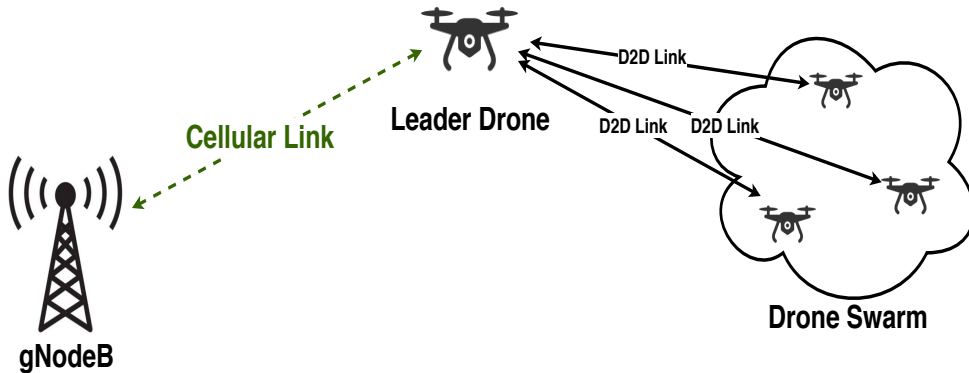 D2D Link
Leader Drone
D2D Link
D2D Link
Cellular Link
Drone Swarm
gNodeB